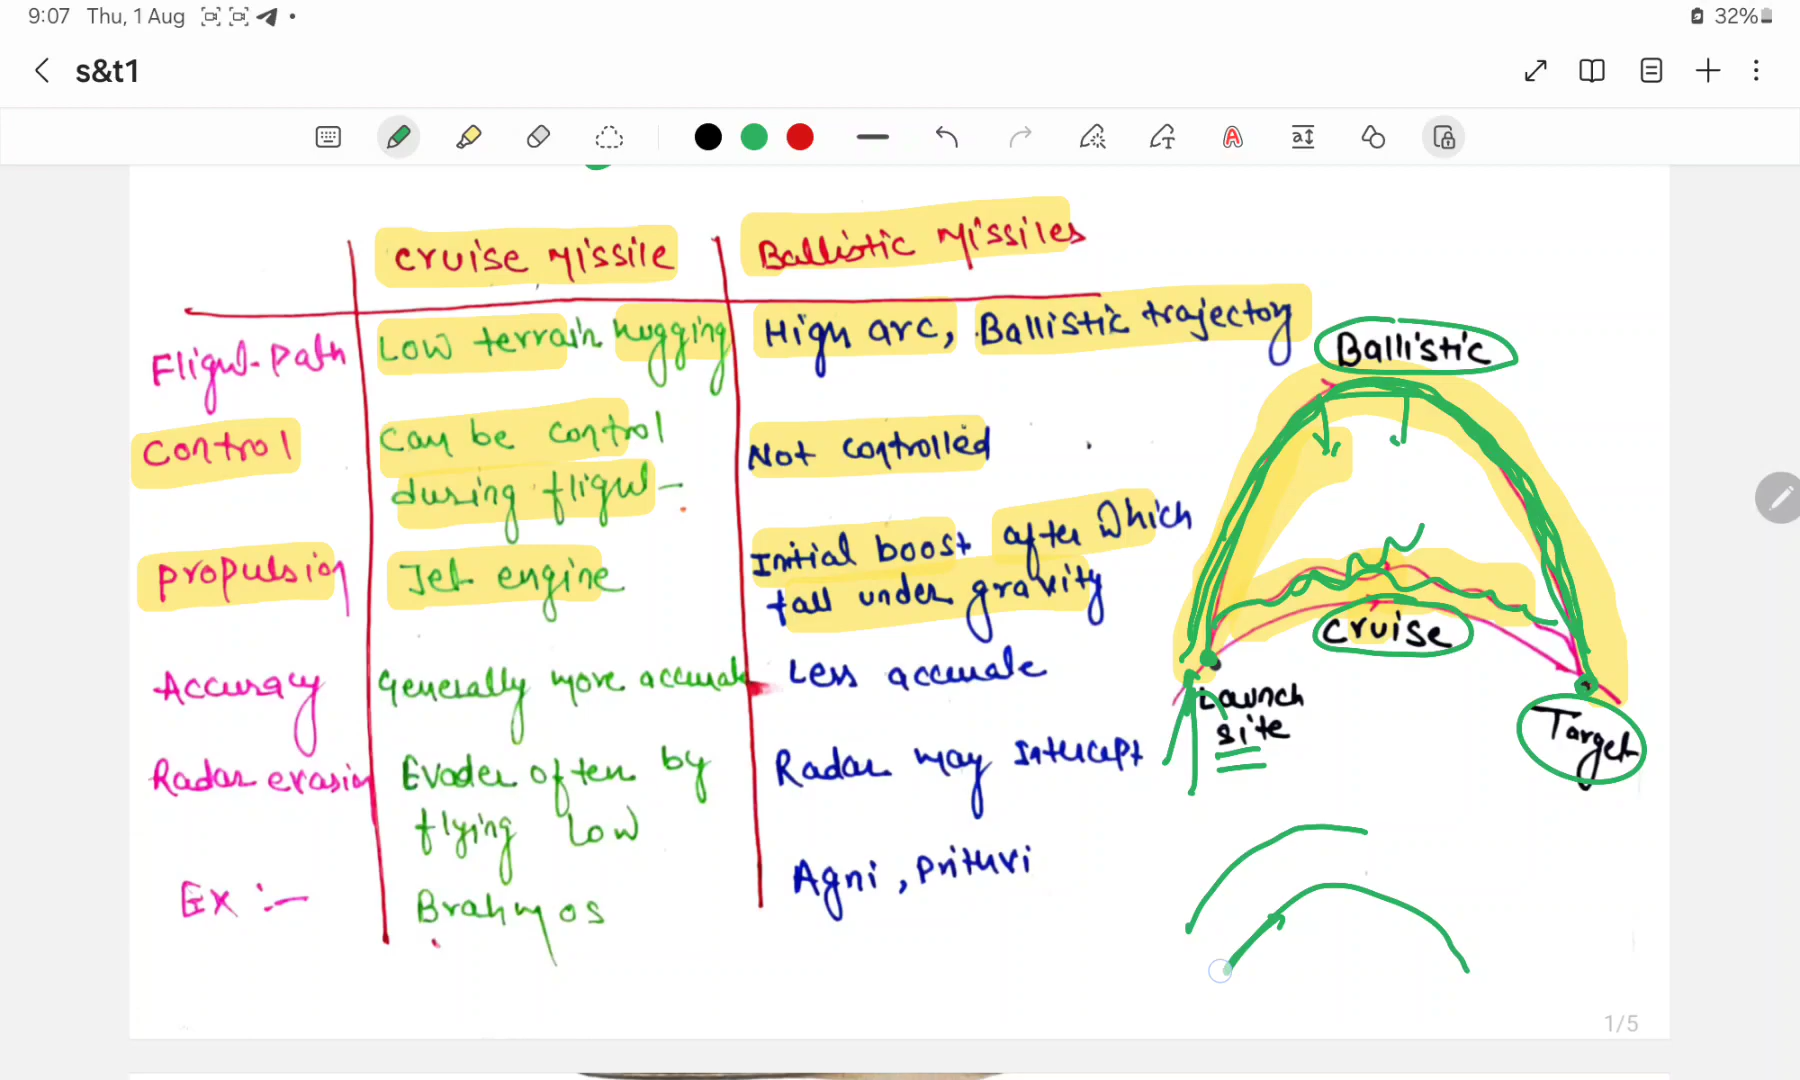 9:07 Thu, 1 Aug
32%
s&t1
Cruise Missile
Ballistic Missiles
Flight-Path
Low terrain hugging
High arc, Ballistic trajectory
Control
Can be control
during flight
Not controlled
Propulsion
Jet engine
Initial boost after which
fall under gravity
Accuracy
Generally more accurate
Less accurate
Radar evasion
Evades often by
flying low
Radar may intercept
Ex :-
Brahmos
Agni, Prithvi
Ballistic
Cruise
Launch
site
Target
1/5